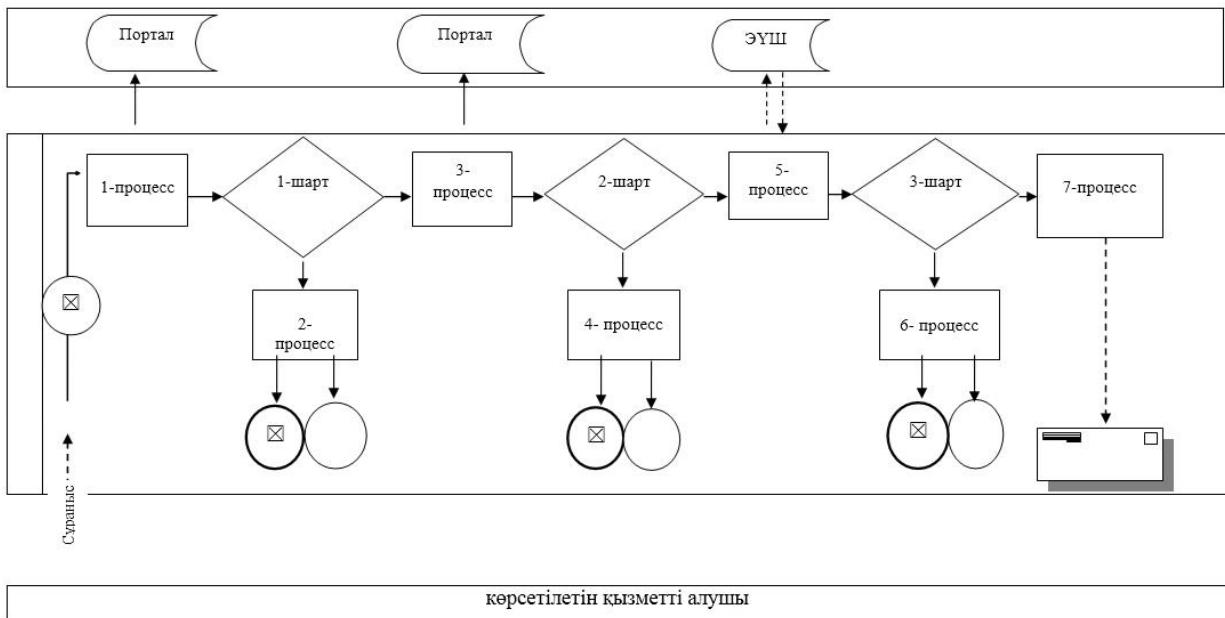 Портал
Портал
ЭҮШ
1-процесс
1-шарт
3-
процесс
2-шарт
5-
процесс
3-шарт
7-процесс
2-
процесс
4- процесс
6- процесс
Сұраныс
көрсетілетін қызметті алушы